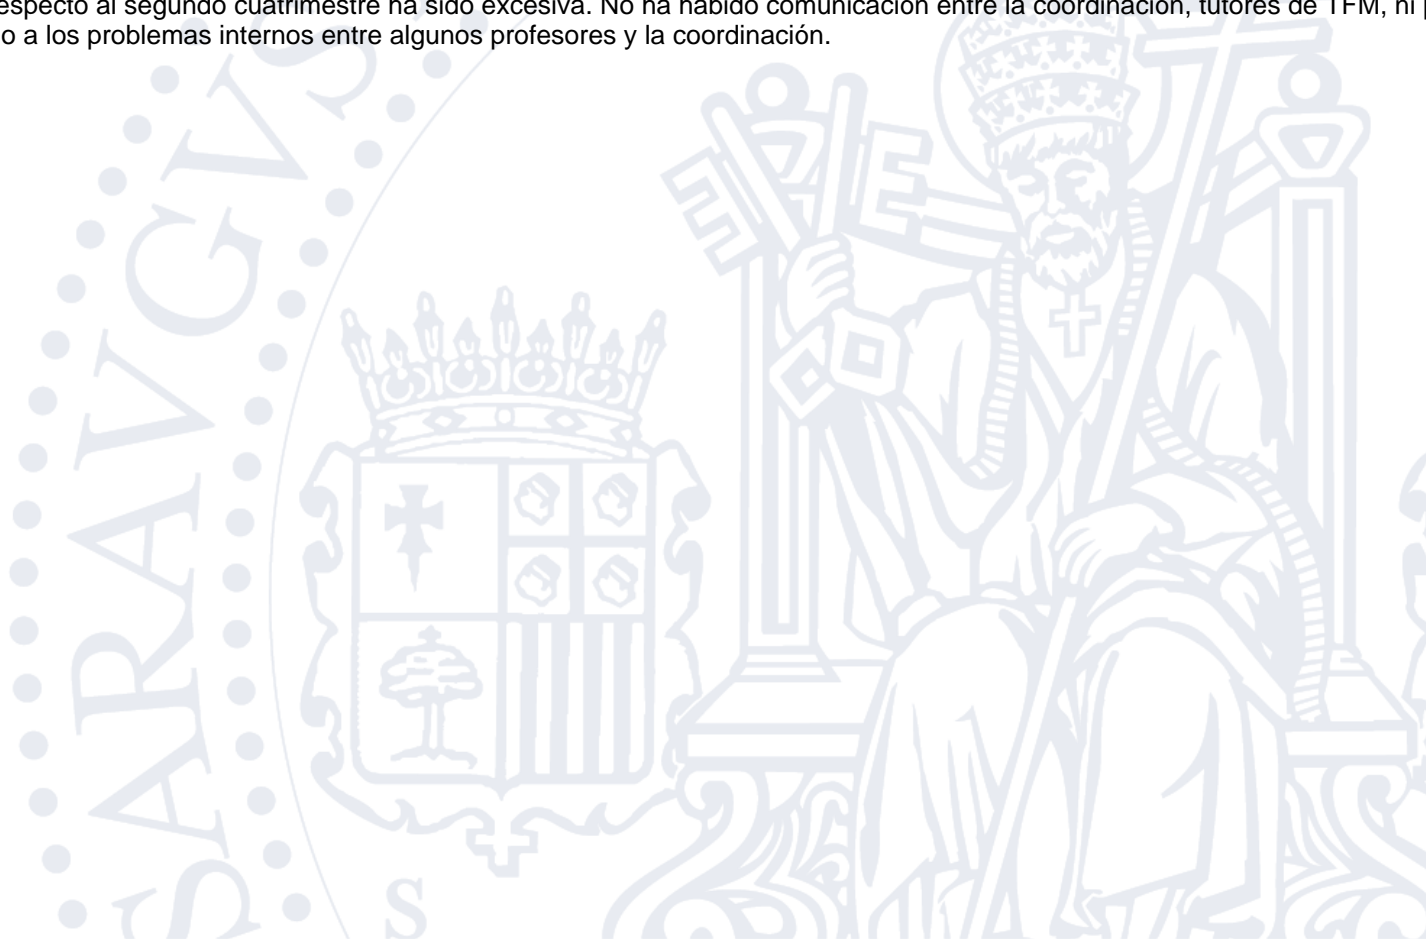 especto al segundo cuatrimestre ha sido excesiva. No ha habido comunicación entre la coordinación, tutores de TFM, ni
o a los problemas internos entre algunos profesores y la coordinación.
SARAVGVS
S